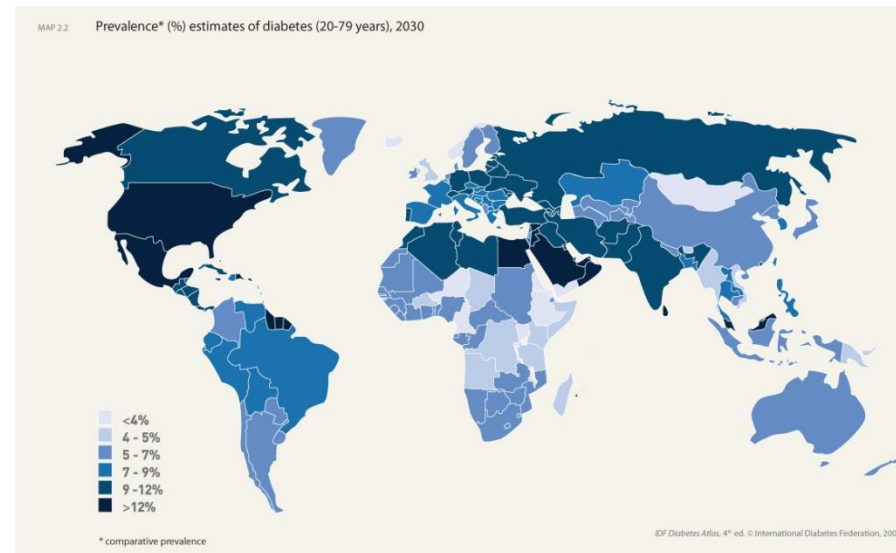 MAP 2.2 Prevalence* (%) estimates of diabetes (20-79 years), 2030
<4%
4 - 5%
5 - 7%
7 - 9%
9 -12%
>12%
* comparative prevalence
IDF Diabetes Atlas, 4th ed. © International Diabetes Federation, 200